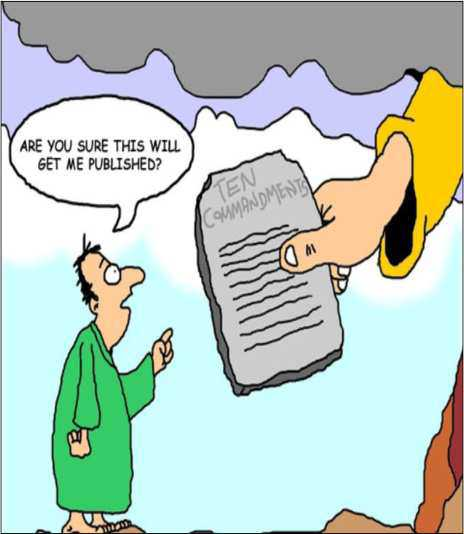 ARE YOU SURE THIS WILL
GET ME PUBLISHED?
TEN
COMMANDMENTS